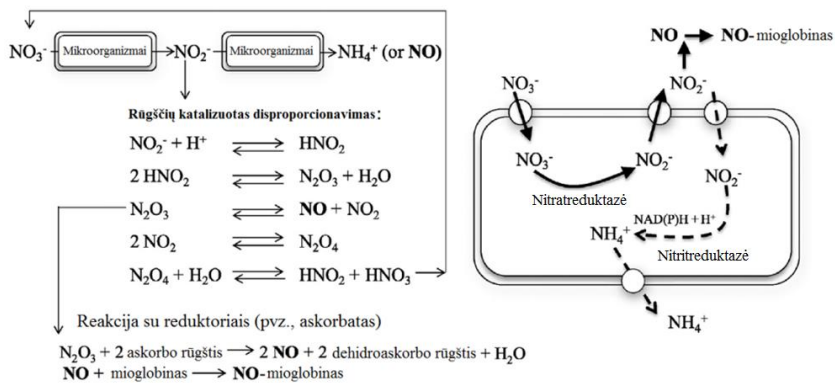 NO₃⁻ Mikroorganizmai NO₂⁻ Mikroorganizmai NH₄⁺ (or NO)
Rūgščių katalizuotas disproporcionavimas:
NO₂⁻ + H⁺ ⇌ HNO₂
2 HNO₂ ⇌ N₂O₃ + H₂O
N₂O₃ ⇌ NO + NO₂
2 NO₂ ⇌ N₂O₄
N₂O₄ + H₂O ⇌ HNO₂ + HNO₃
Reakcija su reduktoriais (pvz., askorbatas)
N₂O₃ + 2 askorbo rūgštis → 2 NO + 2 dehidroaskorbo rūgštis + H₂O
NO + mioglobinas → NO-mioglobinas
NO → NO-mioglobinas
NO₃⁻
NO₂⁻
NO₃⁻
NO₂⁻
NO₂⁻
Nitratreduktazė
NAD(P)H + H⁺
NH₄⁺
Nitritreduktazė
NH₄⁺